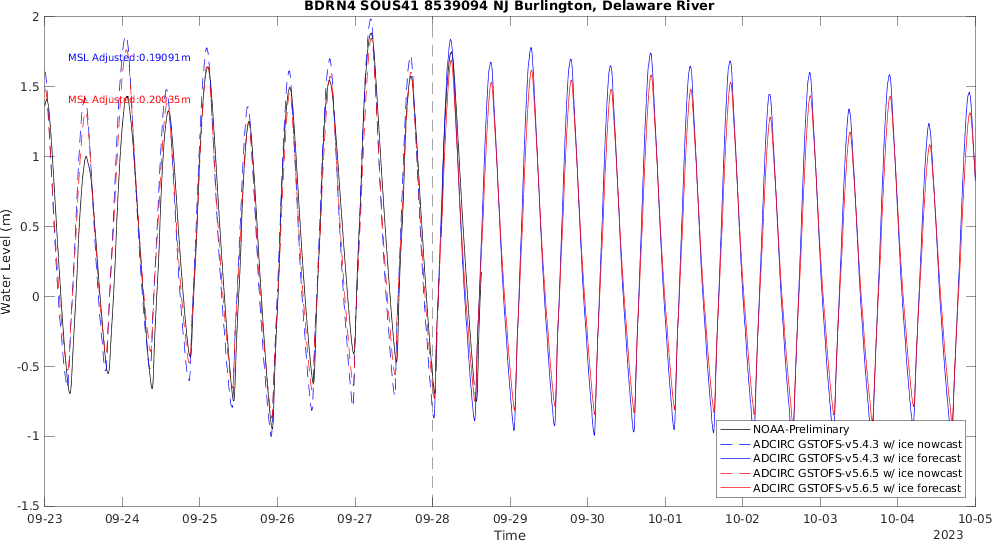 BDRN4 SOUS41 8539094 NJ Burlington, Delaware River
2
1.5
1
0.5
0
-0.5
-1
-1.5
Water Level (m)
MSL Adjusted:0.19091m
MSL Adjusted:0.20035m
NOAA-Preliminary
ADCIRC GSTOFS-v5.4.3 w/ ice nowcast
ADCIRC GSTOFS-v5.4.3 w/ ice forecast
ADCIRC GSTOFS-v5.6.5 w/ ice nowcast
ADCIRC GSTOFS-v5.6.5 w/ ice forecast
09-23 09-24 09-25 09-26 09-27 09-28 09-29 09-30 10-01 10-02 10-03 10-04 10-05
Time
2023